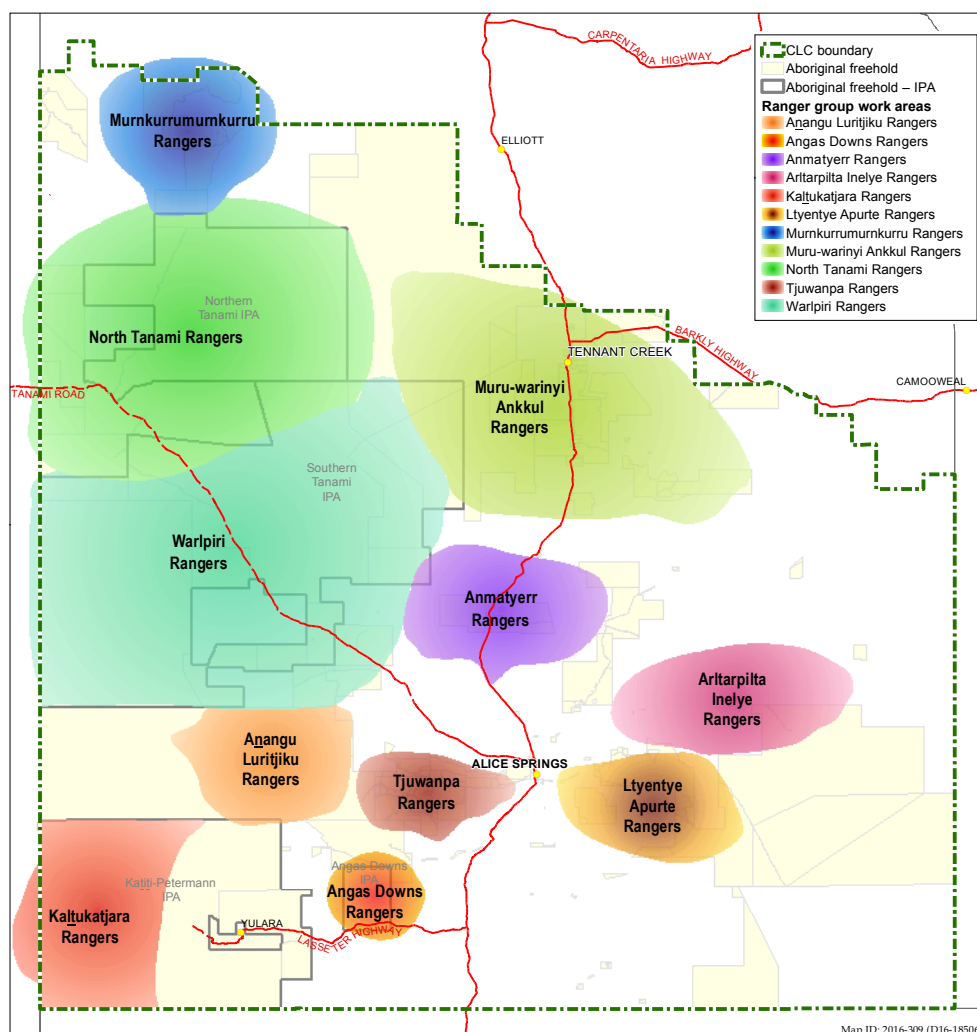 CARPENTARIA HIGHWAY
CLC boundary
Aboriginal freehold
Aboriginal freehold – IPA
Ranger group work areas
Anangu Luritjiku Rangers
Angas Downs Rangers
Anmatyerr Rangers
Arltarpilta Inelye Rangers
Kaltukatjara Rangers
Ltyentye Apurte Rangers
Murnkurrumurnkurru Rangers
Muru-warinyi Ankkul Rangers
North Tanami Rangers
Tjuwanpa Rangers
Warlpiri Rangers
Murnkurrumurnkurru
Rangers
ELLIOTT
Northern
Tanami IPA
North Tanami Rangers
BARKLY HIGHWAY
TENNANT CREEK
CAMOOWEAL
TANAMI ROAD
Muru-warinyi
Ankkul
Rangers
Southern
Tanami
IPA
Warlpiri
Rangers
Anmatyerr
Rangers
Arltarpilta
Inelye
Rangers
Anangu
Luritjiku
Rangers
ALICE SPRINGS
Tjuwanpa
Rangers
Ltyentye
Apurte
Rangers
Angas Downs
IPA
Angas Downs
Rangers
Katiti-Petermann
IPA
Kaltukatjara
Rangers
YULARA
LASSETER HIGHWAY
Map ID: 2016-309 (D16-1850